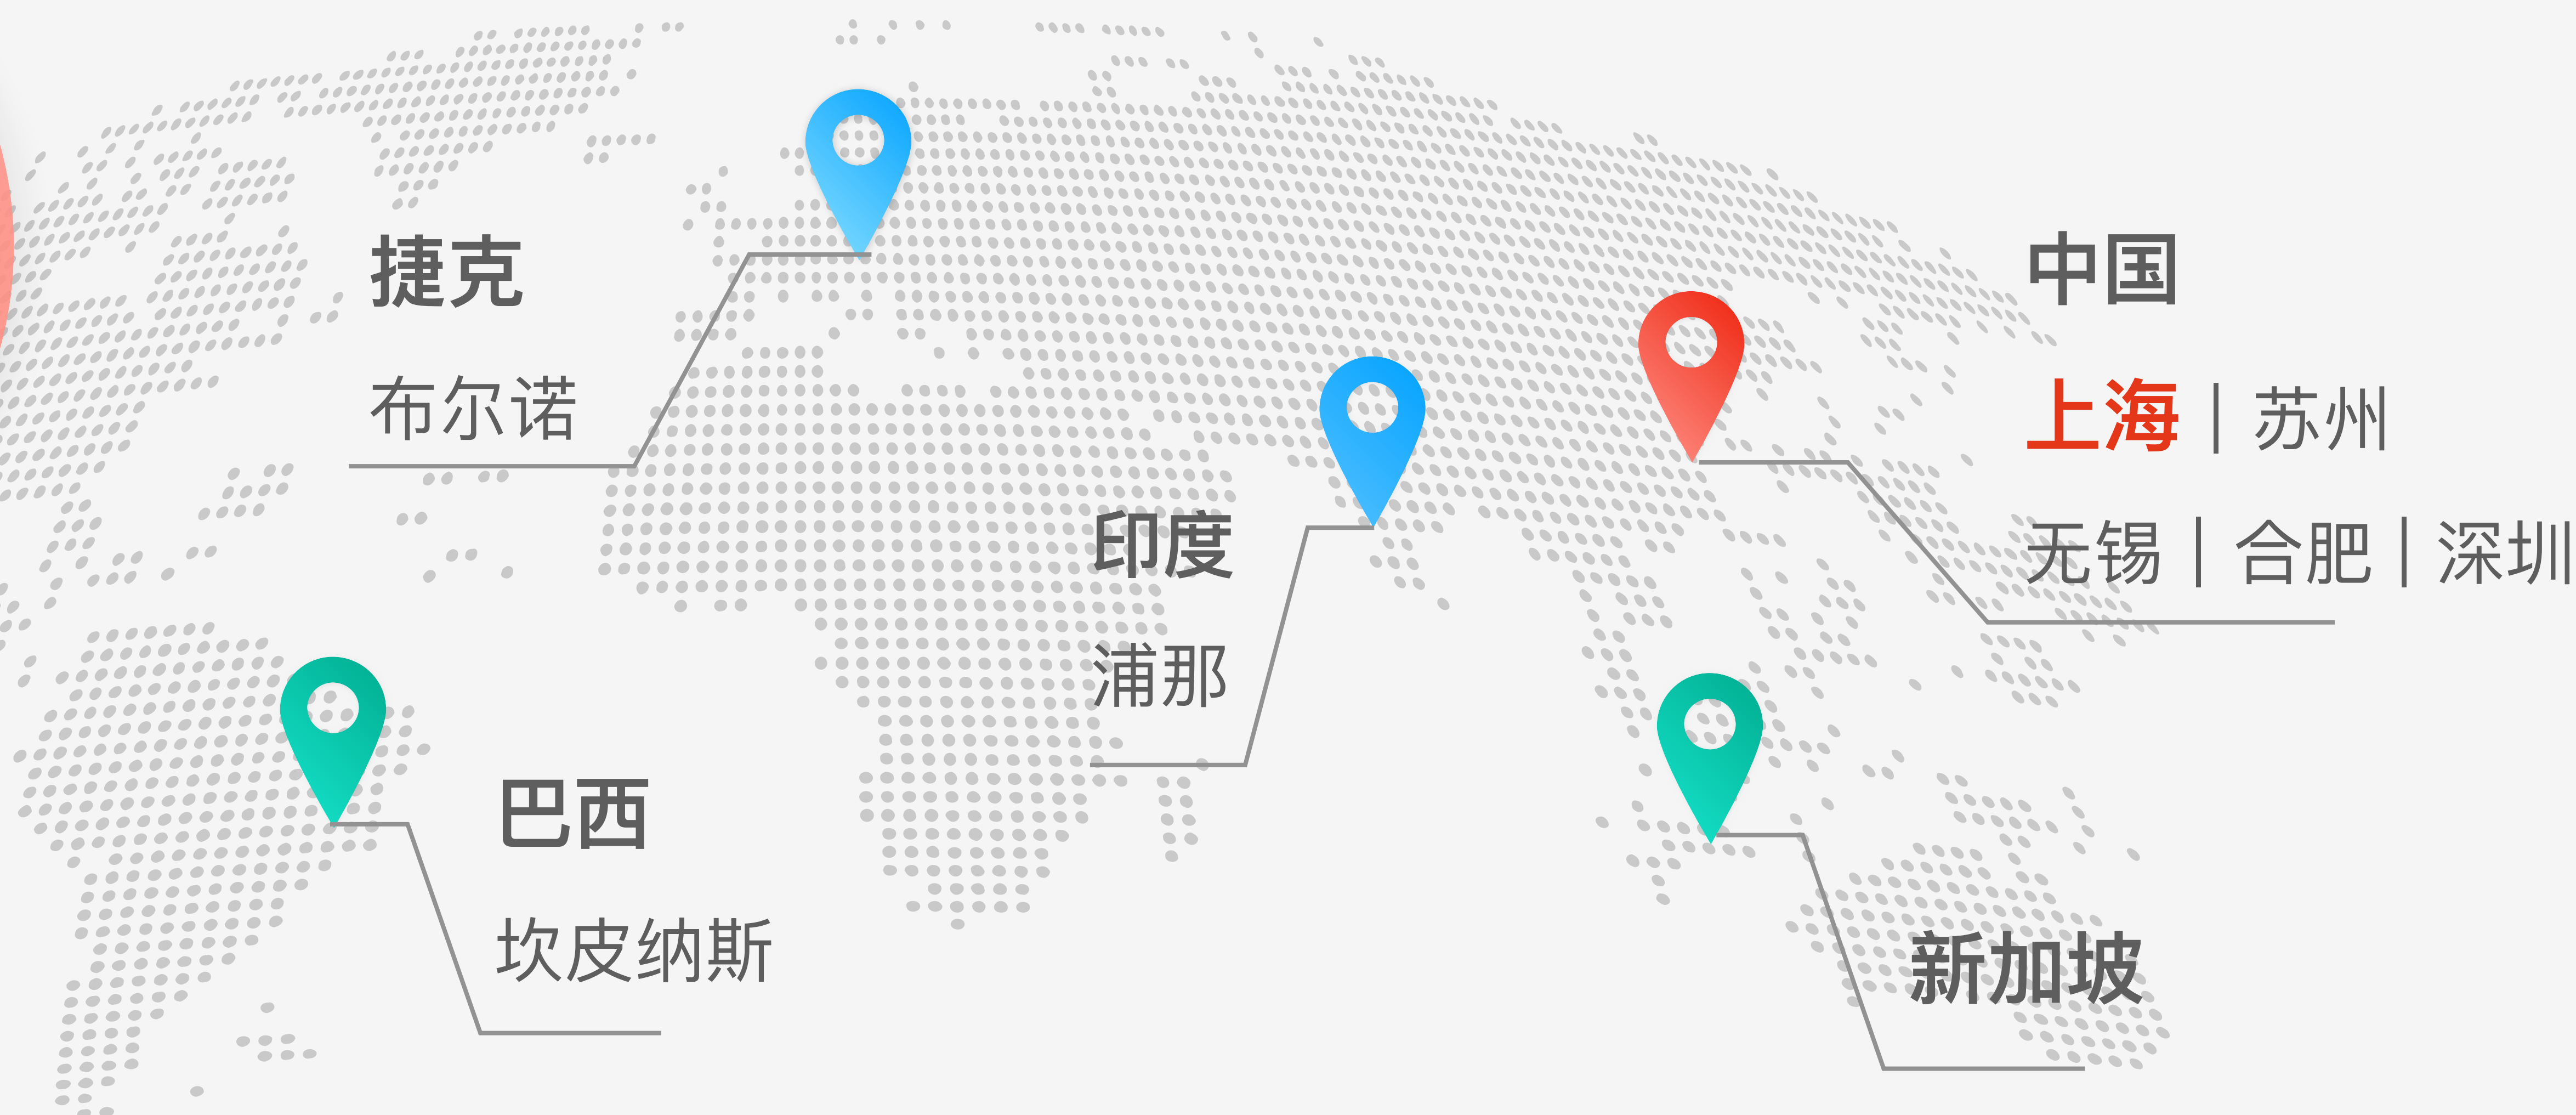 捷克
布尔诺
中国
上海 | 苏州
无锡 | 合肥 | 深圳
印度
浦那
巴西
坎皮纳斯
新加坡